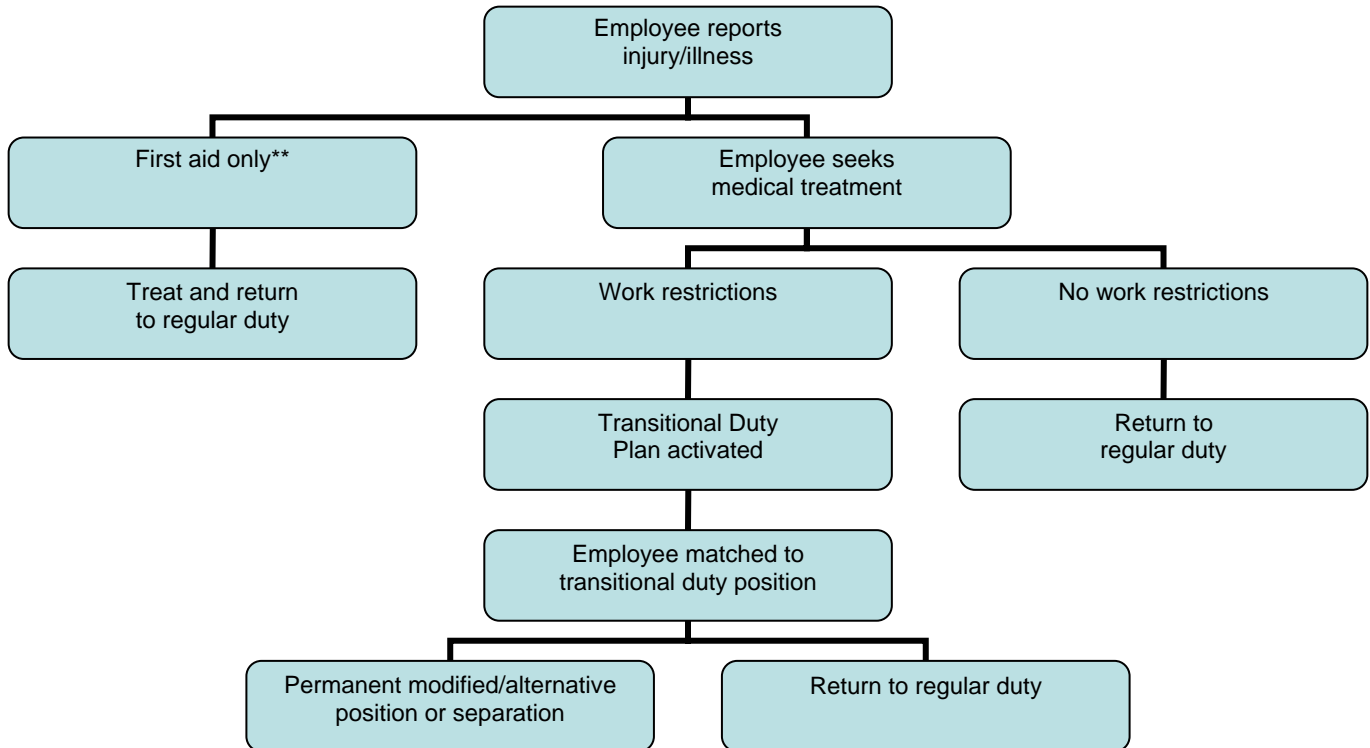 Employee reports
injury/illness
First aid only**
Employee seeks
medical treatment
Treat and return
to regular duty
Work restrictions
No work restrictions
Transitional Duty
Plan activated
Return to
regular duty
Employee matched to
transitional duty position
Permanent modified/alternative
position or separation
Return to regular duty